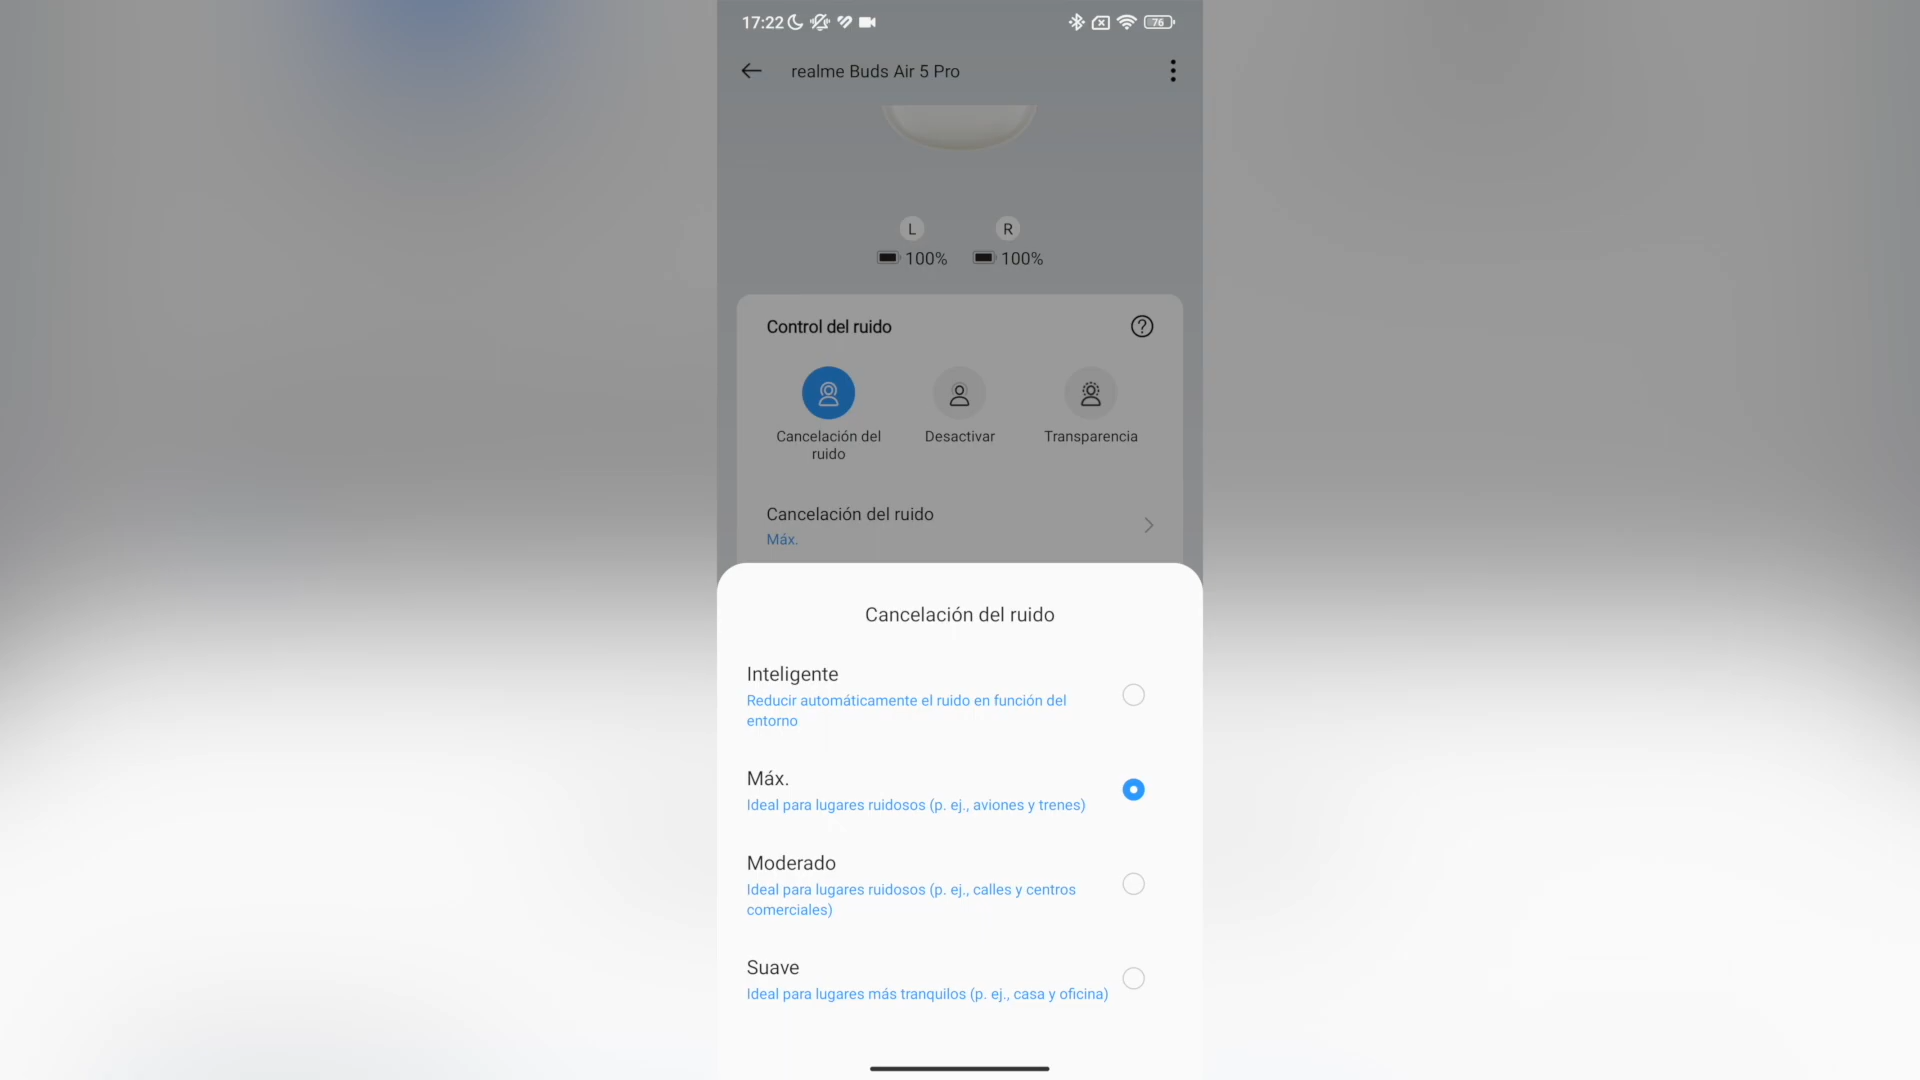 17:22
76
realme Buds Air 5 Pro
L R
100% 100%
Control del ruido
Cancelación del
ruido
Desactivar
Transparencia
Cancelación del ruido
Máx.
Cancelación del ruido
Inteligente
Reducir automáticamente el ruido en función del
entorno
Máx.
Ideal para lugares ruidosos (p. ej., aviones y trenes)
Moderado
Ideal para lugares ruidosos (p. ej., calles y centros
comerciales)
Suave
Ideal para lugares más tranquilos (p. ej., casa y oficina)